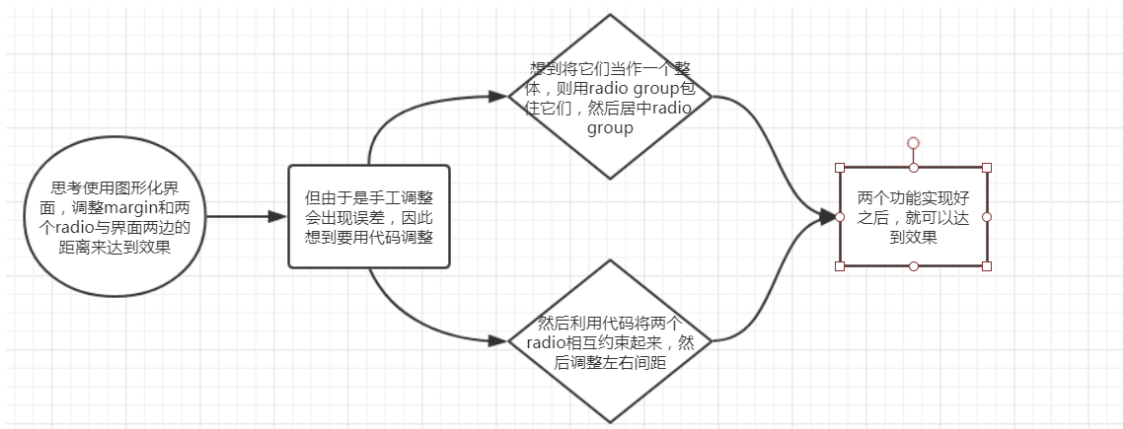 思考使用图形化界
面，调整margin和两
个radio与界面两边的
距离来达到效果
但由于是手工调整
会出现误差，因此
想到要用代码调整
想到将它们当作一个整
体，则用radio group包
住它们，然后居中radio
group
然后利用代码将两个
radio相互约束起来，然
后调整左右间距
两个功能实现好
之后，就可以达
到效果